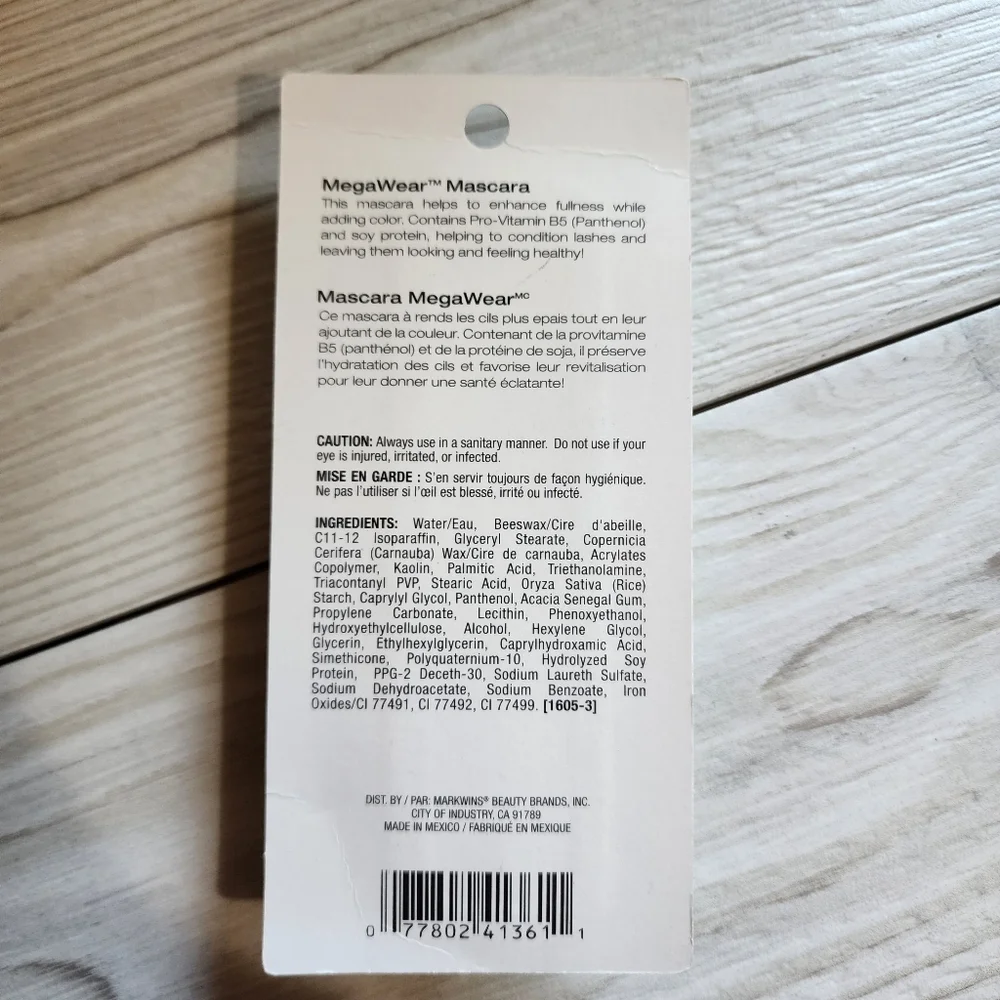 MegaWear™ Mascara
This mascara helps to enhance fullness while
adding color. Contains Pro-Vitamin B5 (Panthenol)
and soy protein, helping to condition lashes and
leaving them looking and feeling healthy!
Mascara MegaWearᴹᶜ
Ce mascara à rends les cils plus epais tout en leur
ajoutant de la couleur. Contenant de la provitamine
B5 (panthénol) et de la protéine de soja, il préserve
l'hydratation des cils et favorise leur revitalisation
pour leur donner une santé éclatante!
CAUTION: Always use in a sanitary manner. Do not use if your
eye is injured, irritated, or infected.
MISE EN GARDE : S'en servir toujours de façon hygiénique.
Ne pas l'utiliser si l'œil est blessé, irrité ou infecté.
INGREDIENTS: Water/Eau, Beeswax/Cire d'abeille,
C11-12 Isoparaffin, Glyceryl Stearate, Copernicia
Cerifera (Carnauba) Wax/Cire de carnauba, Acrylates
Copolymer, Kaolin, Palmitic Acid, Triethanolamine,
Triacontanyl PVP, Stearic Acid, Oryza Sativa (Rice)
Starch, Caprylyl Glycol, Panthenol, Acacia Senegal Gum,
Propylene Carbonate, Lecithin, Phenoxyethanol,
Hydroxyethylcellulose, Alcohol, Hexylene Glycol,
Glycerin, Ethylhexylglycerin, Caprylhydroxamic Acid,
Simethicone, Polyquaternium-10, Hydrolyzed Soy
Protein, PPG-2 Deceth-30, Sodium Laureth Sulfate,
Sodium Dehydroacetate, Sodium Benzoate, Iron
Oxides/CI 77491, CI 77492, CI 77499. [1605-3]
DIST. BY / PAR: MARKWINS® BEAUTY BRANDS, INC.
CITY OF INDUSTRY, CA 91789
MADE IN MEXICO / FABRIQUÉ EN MEXIQUE
0 77802 41361 1